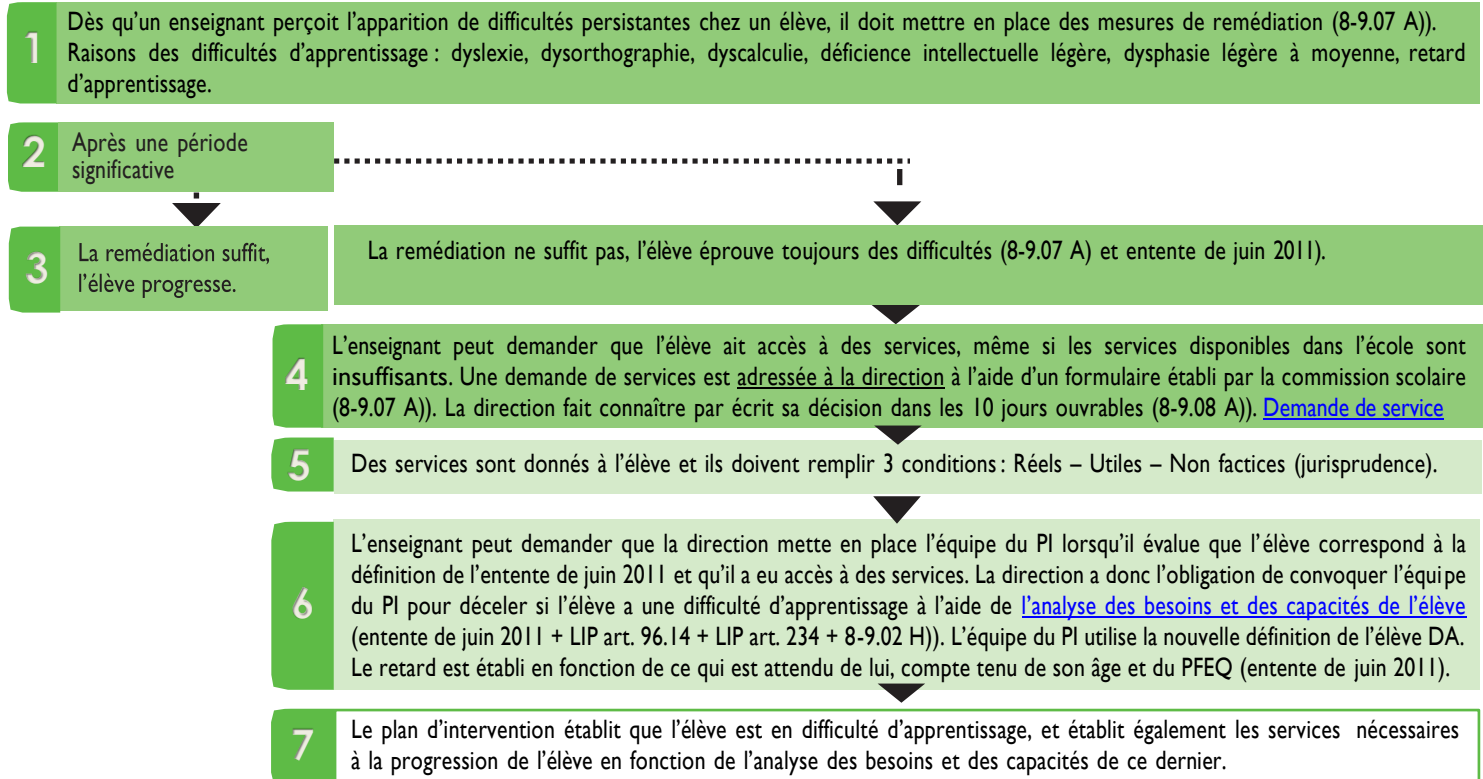 1
Dès qu'un enseignant perçoit l'apparition de difficultés persistantes chez un élève, il doit mettre en place des mesures de remédiation (8-9.07 A)).
Raisons des difficultés d'apprentissage : dyslexie, dysorthographie, dyscalculie, déficience intellectuelle légère, dysphasie légère à moyenne, retard
d'apprentissage.
2
Après une période
significative
3
La remédiation suffit,
l'élève progresse.
La remédiation ne suffit pas, l'élève éprouve toujours des difficultés (8-9.07 A) et entente de juin 2011).
4
L'enseignant peut demander que l'élève ait accès à des services, même si les services disponibles dans l'école sont
insuffisants. Une demande de services est adressée à la direction à l'aide d'un formulaire établi par la commission scolaire
(8-9.07 A)). La direction fait connaître par écrit sa décision dans les 10 jours ouvrables (8-9.08 A)). Demande de service
5
Des services sont donnés à l'élève et ils doivent remplir 3 conditions : Réels – Utiles – Non factices (jurisprudence).
6
L'enseignant peut demander que la direction mette en place l'équipe du PI lorsqu'il évalue que l'élève correspond à la
définition de l'entente de juin 2011 et qu'il a eu accès à des services. La direction a donc l'obligation de convoquer l'équipe
du PI pour déceler si l'élève a une difficulté d'apprentissage à l'aide de l'analyse des besoins et des capacités de l'élève
(entente de juin 2011 + LIP art. 96.14 + LIP art. 234 + 8-9.02 H)). L'équipe du PI utilise la nouvelle définition de l'élève DA.
Le retard est établi en fonction de ce qui est attendu de lui, compte tenu de son âge et du PFEQ (entente de juin 2011).
7
Le plan d'intervention établit que l'élève est en difficulté d'apprentissage, et établit également les services nécessaires
à la progression de l'élève en fonction de l'analyse des besoins et des capacités de ce dernier.